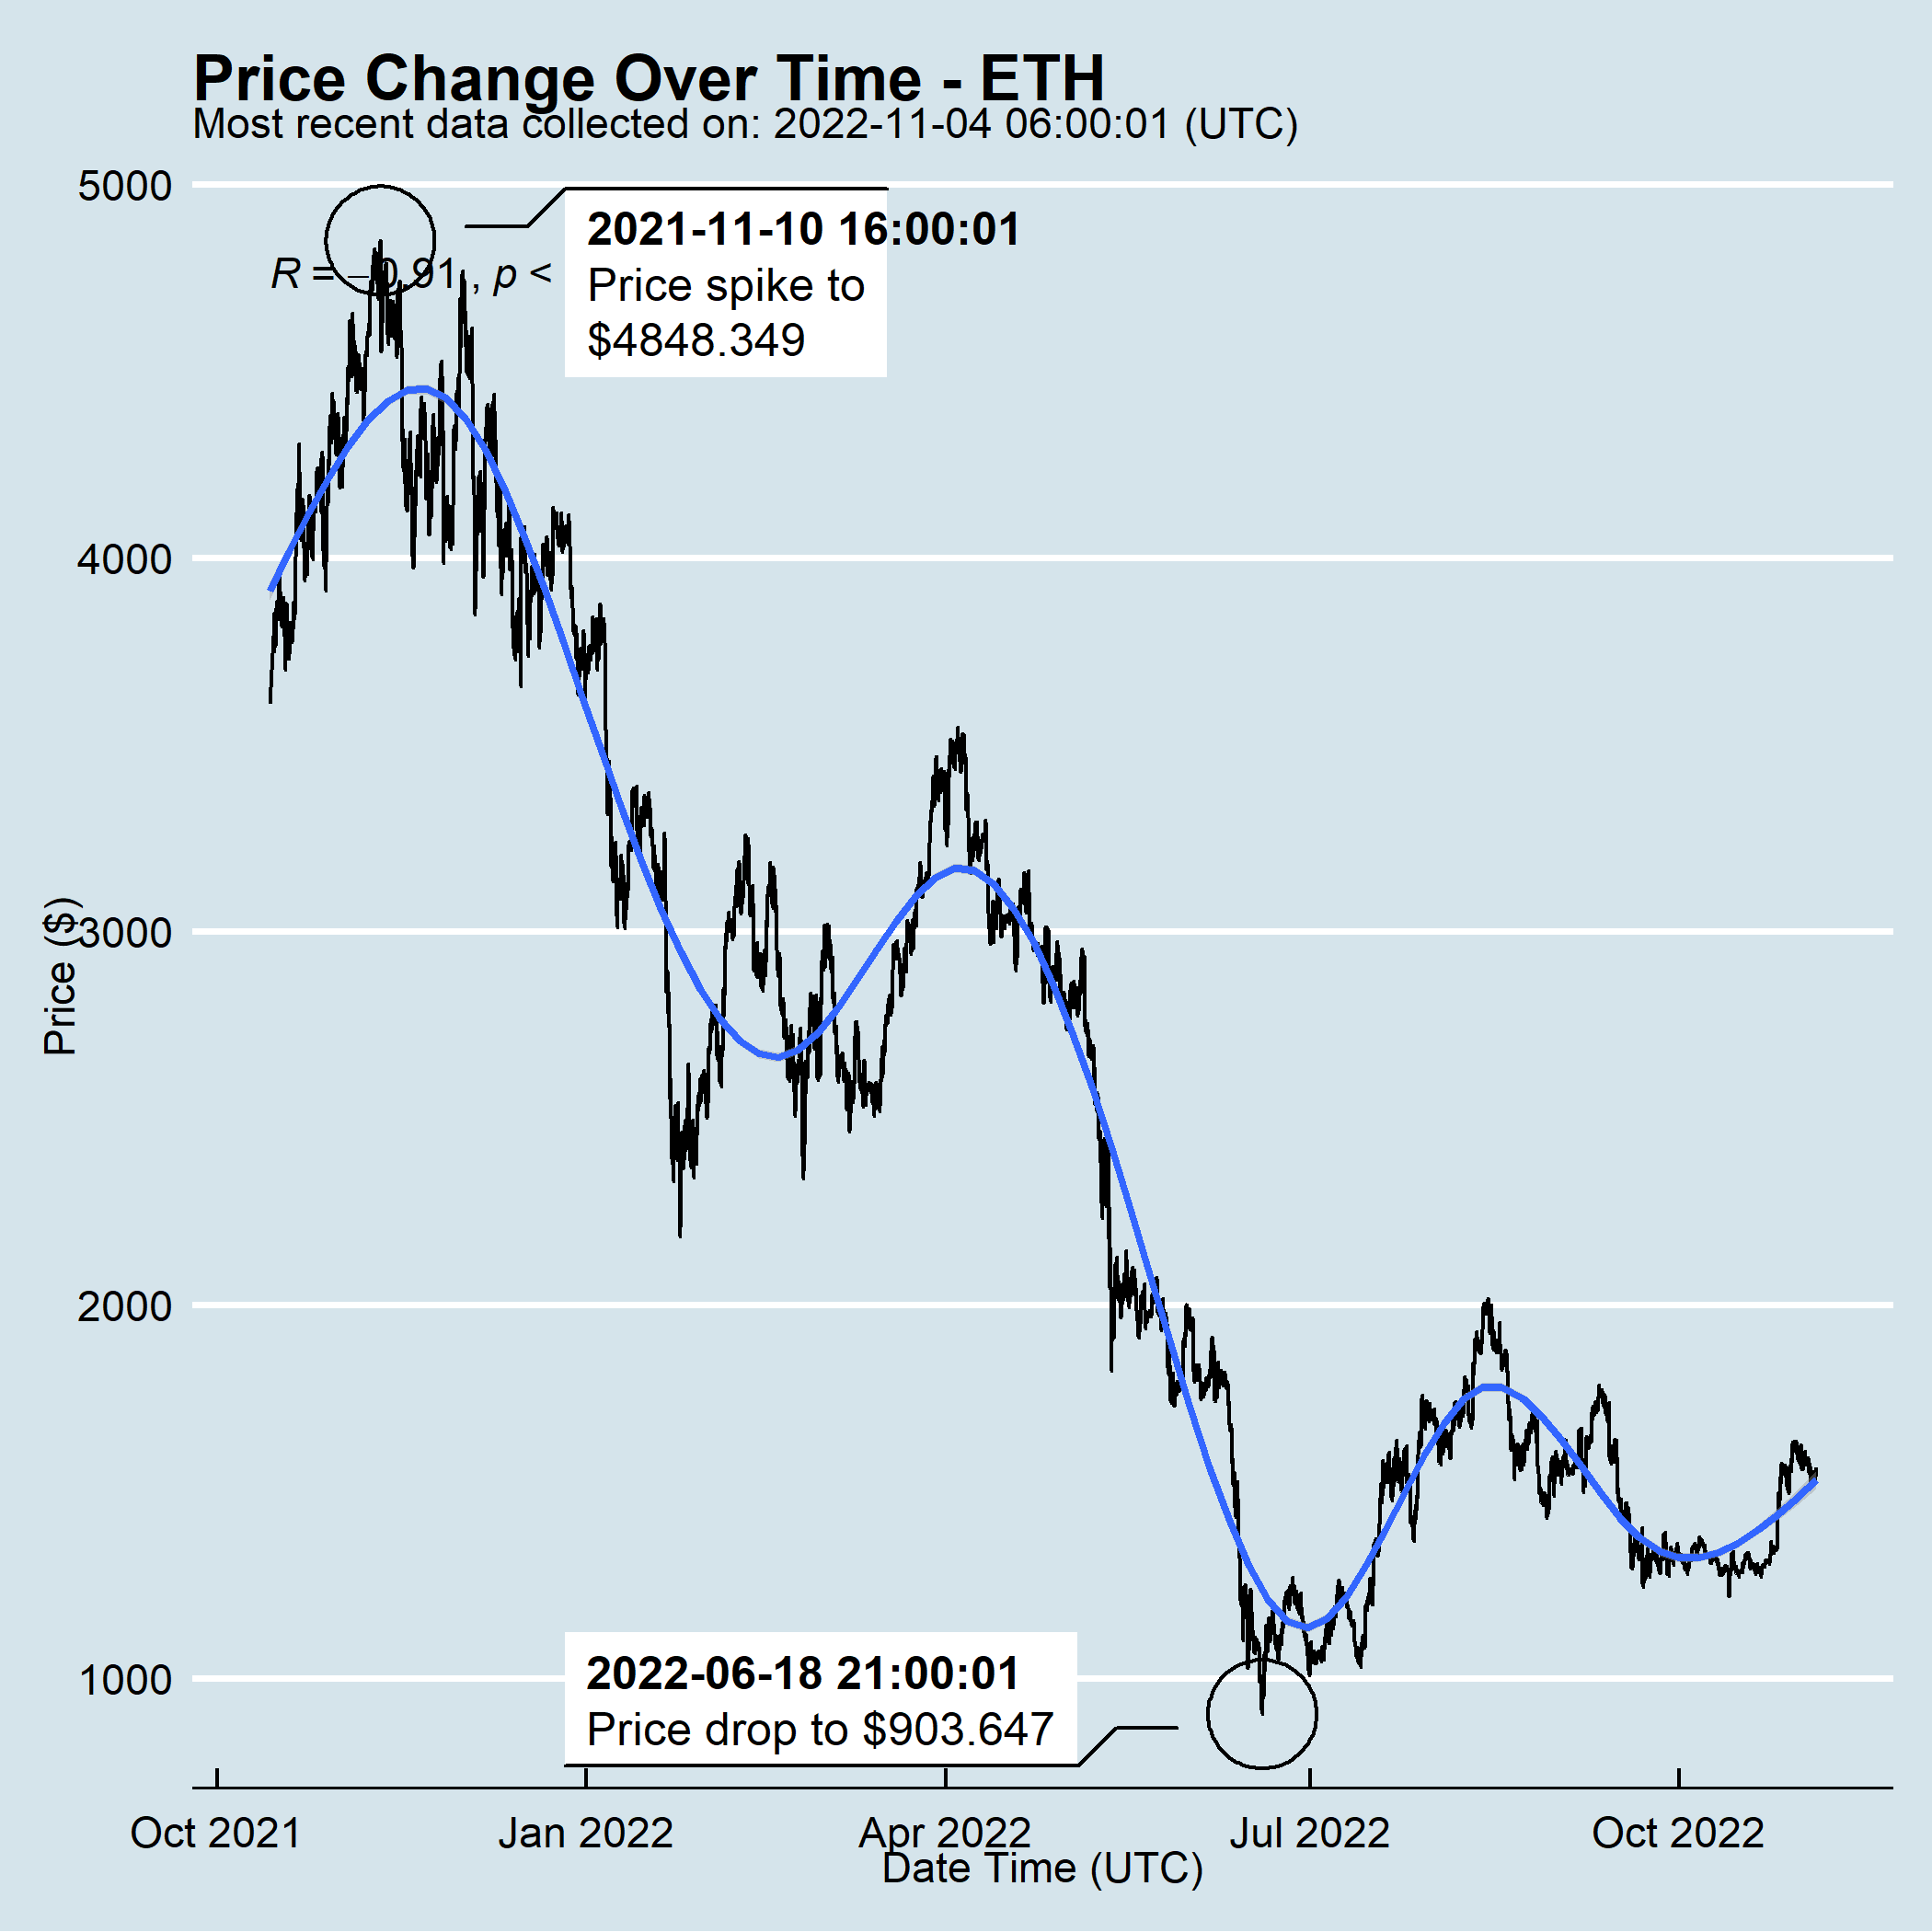 Price Change Over Time - ETH
Most recent data collected on: 2022-11-04 06:00:01 (UTC)
5000
2021-11-10 16:00:01
Price spike to
$4848.349
R = −0.91 , p <
4000
3000
Price ($)
2000
1000
2022-06-18 21:00:01
Price drop to $903.647
Oct 2021 Jan 2022 Apr 2022 Jul 2022 Oct 2022
Date Time (UTC)